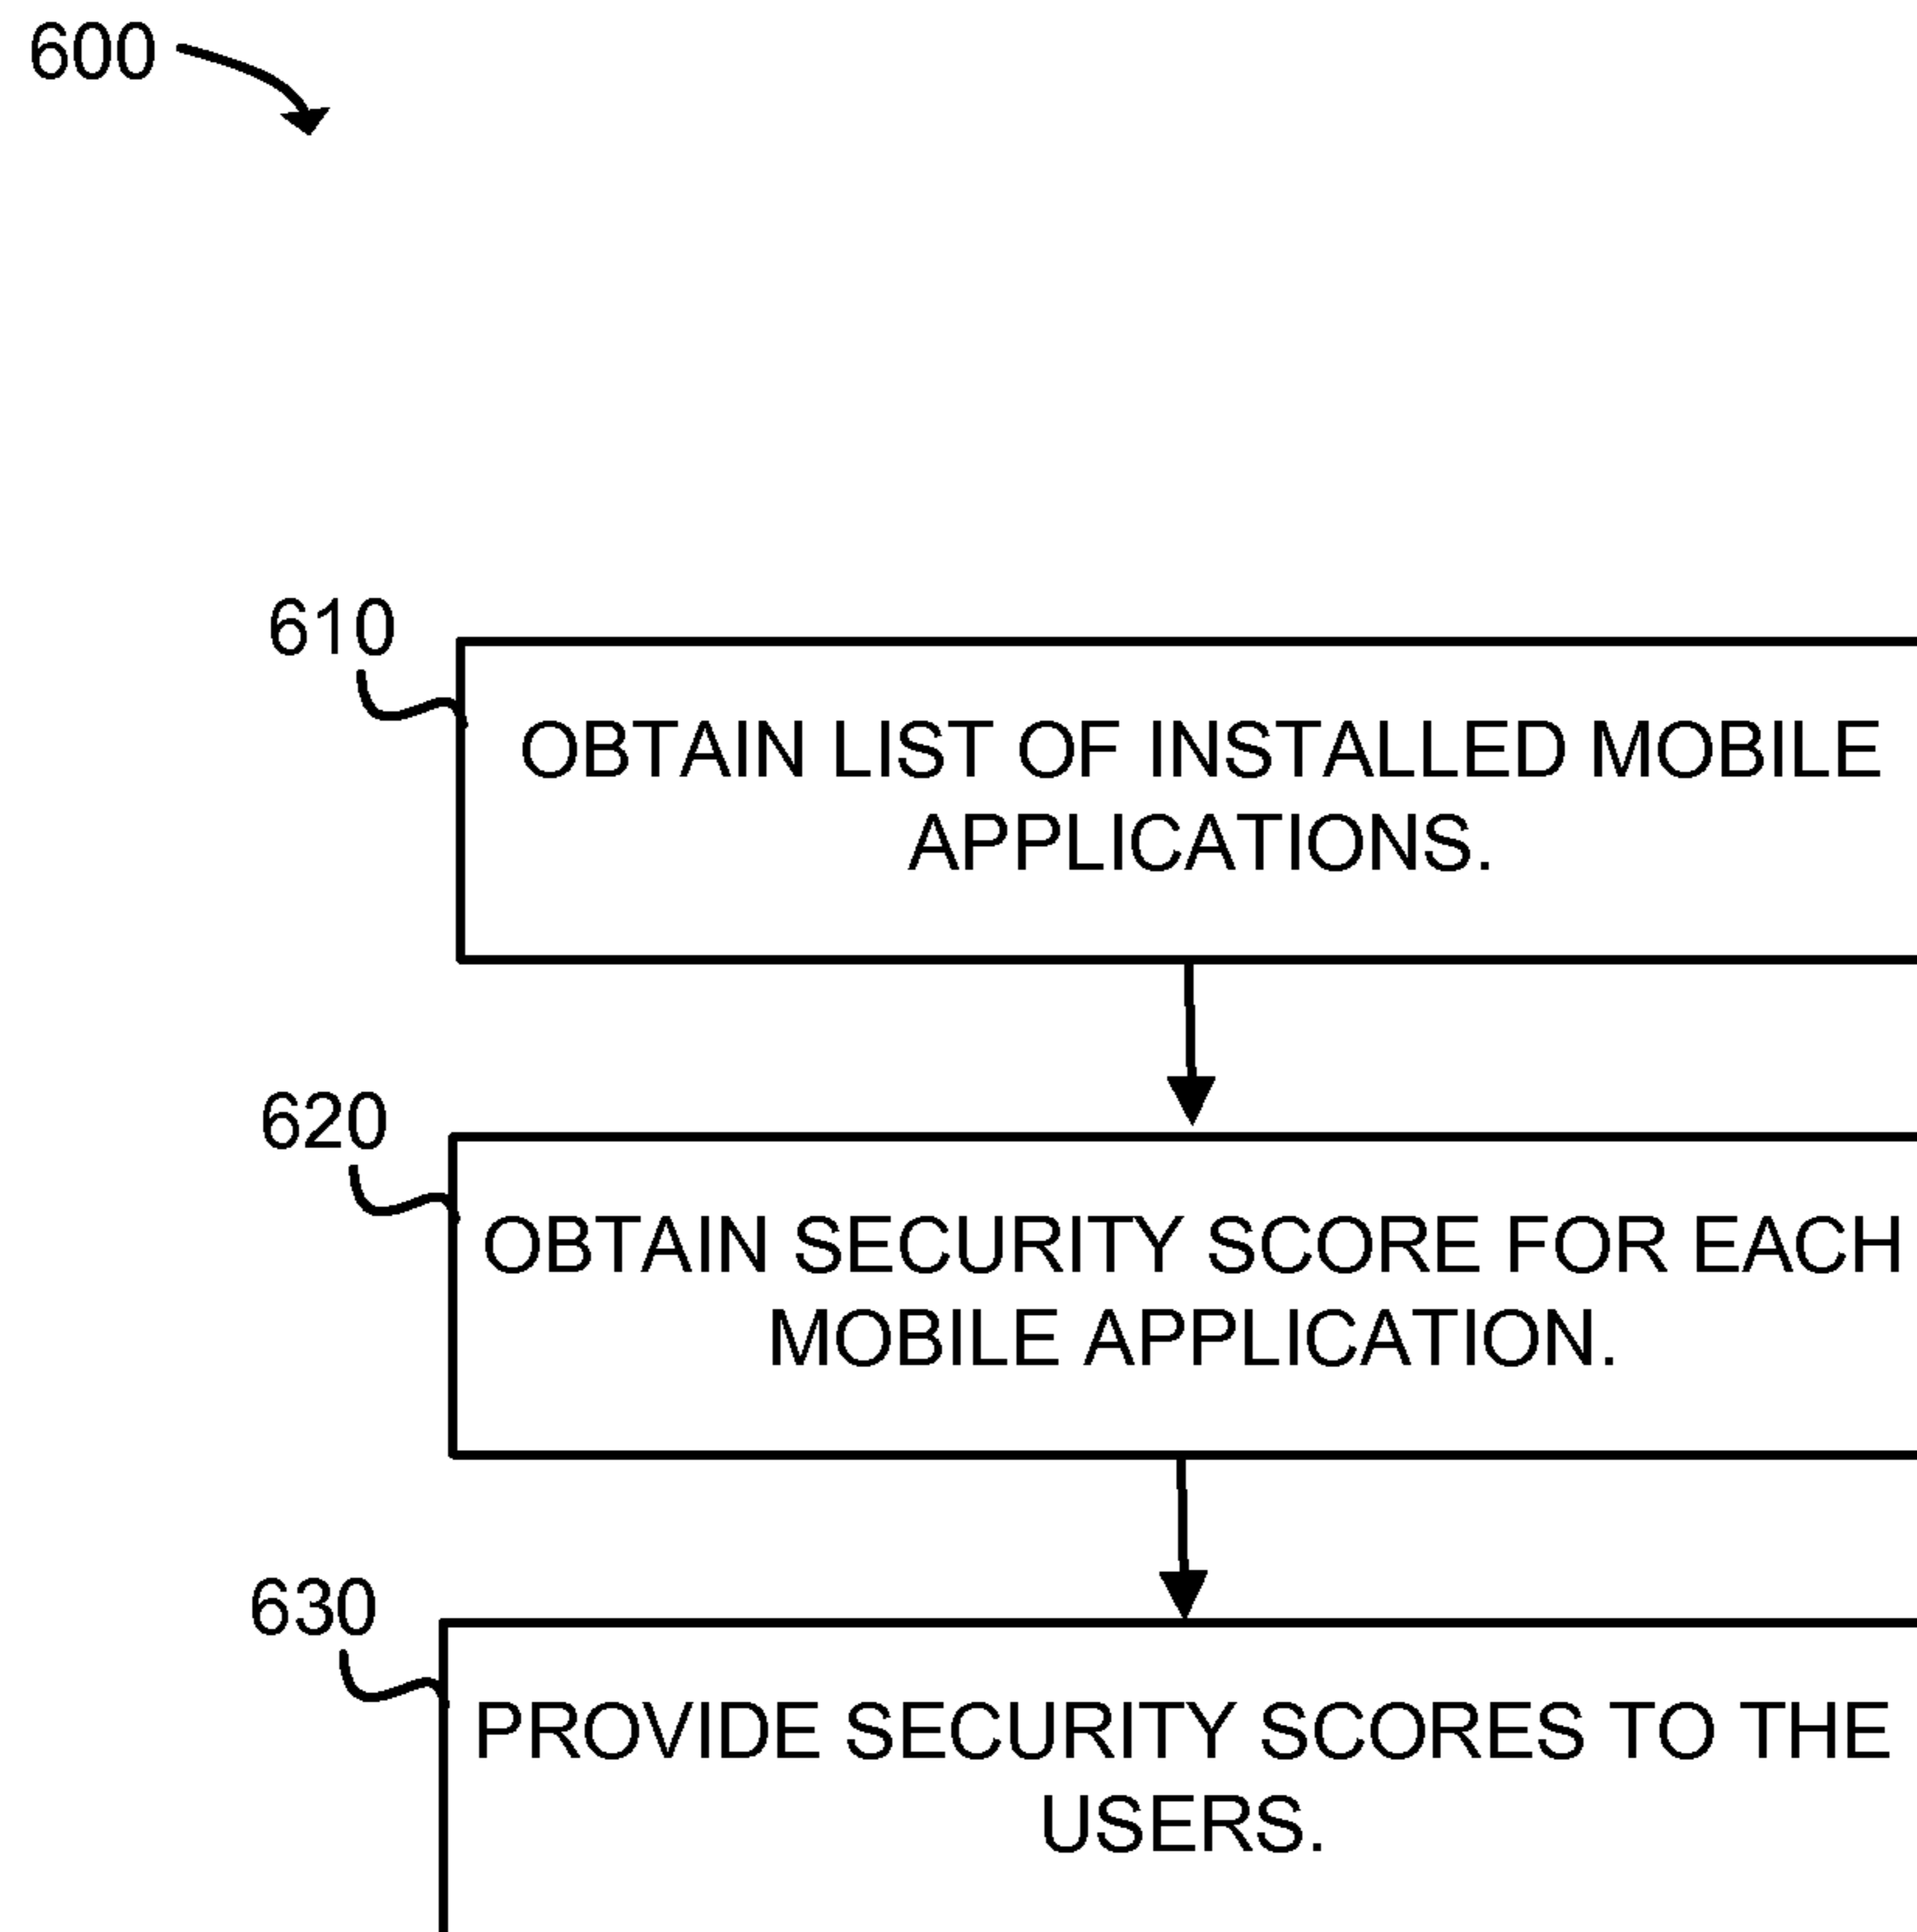 600
610
OBTAIN LIST OF INSTALLED MOBILE
APPLICATIONS.
620
OBTAIN SECURITY SCORE FOR EACH
MOBILE APPLICATION.
630
PROVIDE SECURITY SCORES TO THE
USERS.